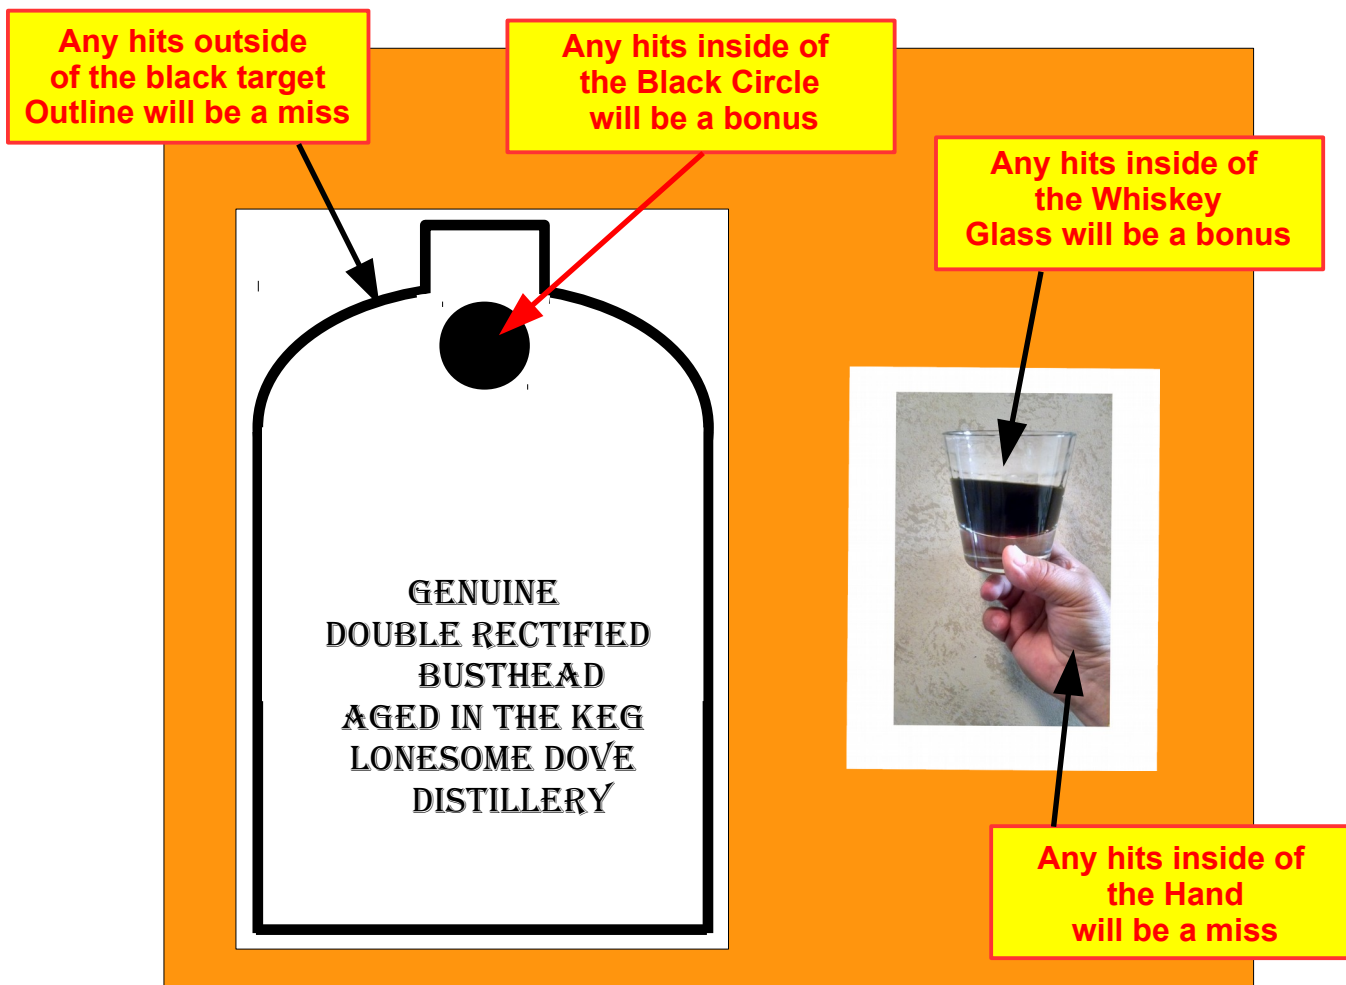 Any hits outside
of the black target
Outline will be a miss
Any hits inside of
the Black Circle
will be a bonus
Any hits inside of
the Whiskey
Glass will be a bonus
GENUINE
DOUBLE RECTIFIED
BUSTHEAD
AGED IN THE KEG
LONESOME DOVE
DISTILLERY
Any hits inside of
the Hand
will be a miss